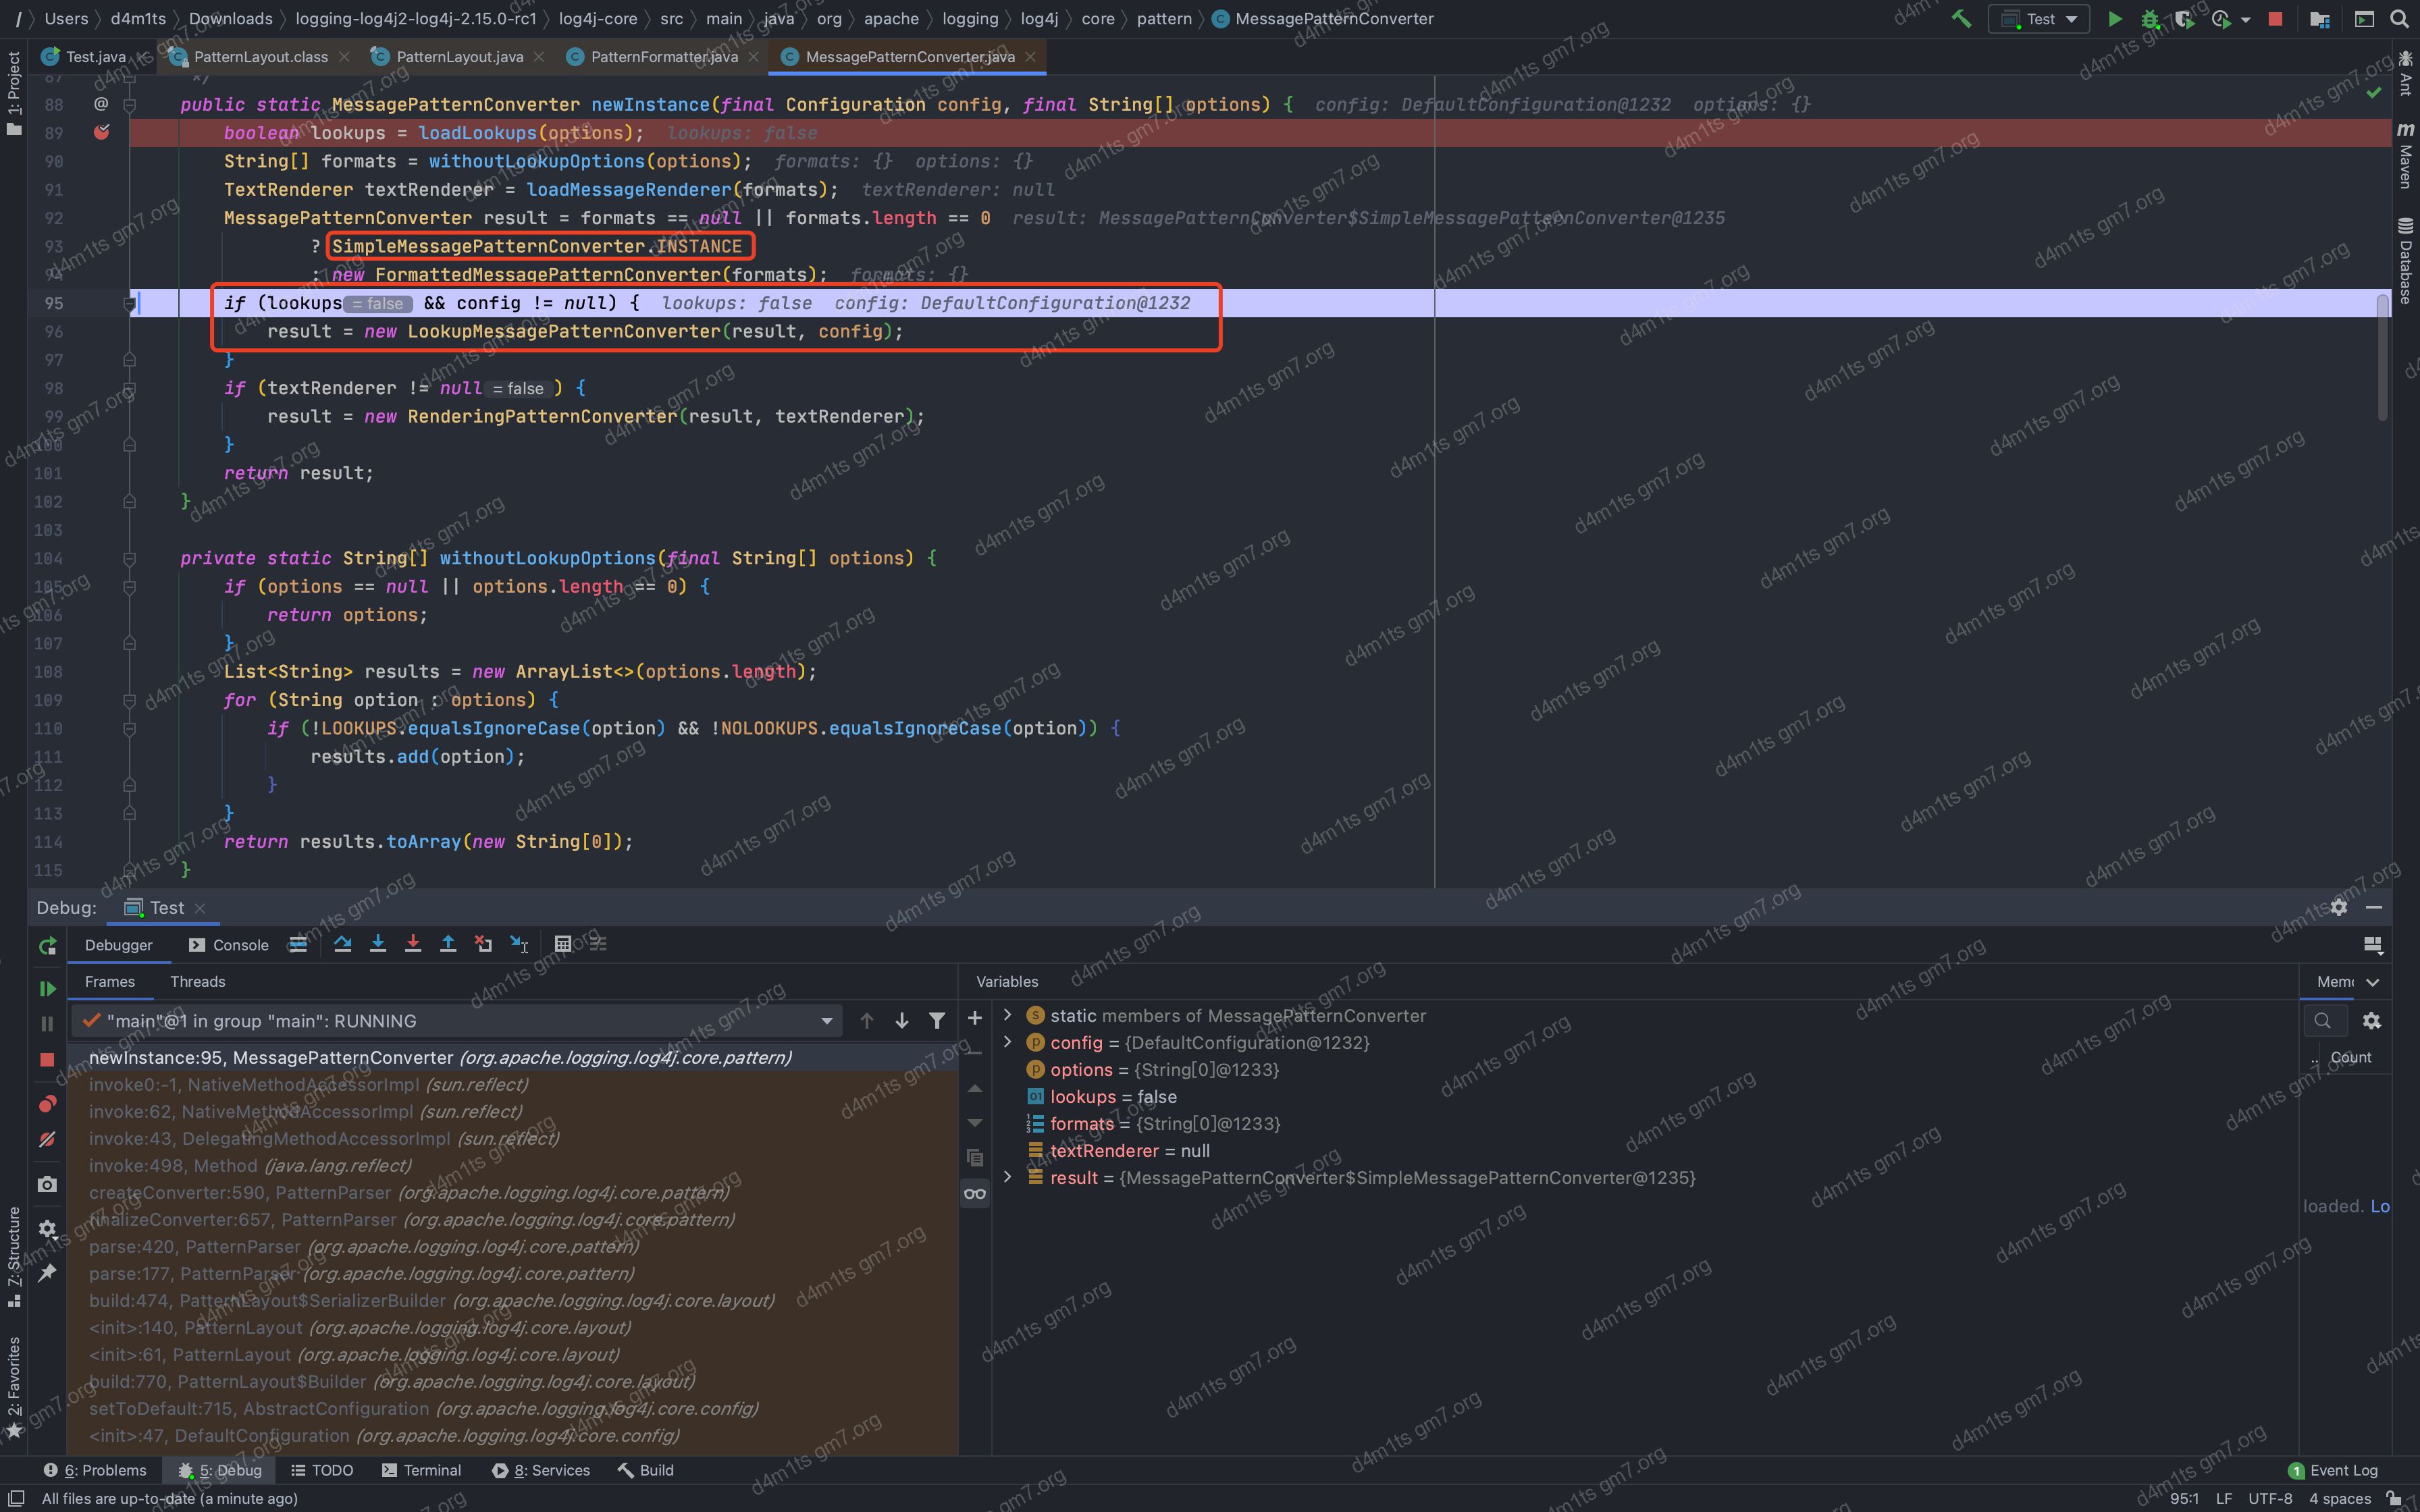 / Users d4m1ts Downloads logging-log4j2-log4j-2.15.0-rc1 log4j-core src main java org apache logging log4j core pattern MessagePatternConverter Test
Test.java PatternLayout.class PatternLayout.java PatternFormatter.java MessagePatternConverter.java
87 */
88 @ public static MessagePatternConverter newInstance(final Configuration config, final String[] options) { config: DefaultConfiguration@1232 options: {}
89 boolean lookups = loadLookups(options); lookups: false
90 String[] formats = withoutLookupOptions(options); formats: {} options: {}
91 TextRenderer textRenderer = loadMessageRenderer(formats); textRenderer: null
92 MessagePatternConverter result = formats == null || formats.length == 0 result: MessagePatternConverter$SimpleMessagePatternConverter@1235
93 ? SimpleMessagePatternConverter.INSTANCE
94 : new FormattedMessagePatternConverter(formats); formats: {}
95 if (lookups = false && config != null) { lookups: false config: DefaultConfiguration@1232
96 result = new LookupMessagePatternConverter(result, config);
97 }
98 if (textRenderer != null = false ) {
99 result = new RenderingPatternConverter(result, textRenderer);
100 }
101 return result;
102 }
103
104 private static String[] withoutLookupOptions(final String[] options) {
105 if (options == null || options.length == 0) {
106 return options;
107 }
108 List<String> results = new ArrayList<>(options.length);
109 for (String option : options) {
110 if (!LOOKUPS.equalsIgnoreCase(option) && !NOLOOKUPS.equalsIgnoreCase(option)) {
111 results.add(option);
112 }
113 }
114 return results.toArray(new String[0]);
115 }
1: Project
7: Structure
2: Favorites
Ant
Maven
Database
Debug: Test
Debugger Console
Frames Threads
"main"@1 in group "main": RUNNING
newInstance:95, MessagePatternConverter (org.apache.logging.log4j.core.pattern)
invoke0:-1, NativeMethodAccessorImpl (sun.reflect)
invoke:62, NativeMethodAccessorImpl (sun.reflect)
invoke:43, DelegatingMethodAccessorImpl (sun.reflect)
invoke:498, Method (java.lang.reflect)
createConverter:590, PatternParser (org.apache.logging.log4j.core.pattern)
finalizeConverter:657, PatternParser (org.apache.logging.log4j.core.pattern)
parse:420, PatternParser (org.apache.logging.log4j.core.pattern)
parse:177, PatternParser (org.apache.logging.log4j.core.pattern)
build:474, PatternLayout$SerializerBuilder (org.apache.logging.log4j.core.layout)
<init>:140, PatternLayout (org.apache.logging.log4j.core.layout)
<init>:61, PatternLayout (org.apache.logging.log4j.core.layout)
build:770, PatternLayout$Builder (org.apache.logging.log4j.core.layout)
setToDefault:715, AbstractConfiguration (org.apache.logging.log4j.core.config)
<init>:47, DefaultConfiguration (org.apache.logging.log4j.core.config)
Variables
static members of MessagePatternConverter
config = {DefaultConfiguration@1232}
options = {String[0]@1233}
lookups = false
formats = {String[0]@1233}
textRenderer = null
result = {MessagePatternConverter$SimpleMessagePatternConverter@1235}
Mem
.. Count
loaded. Lo
6: Problems 5: Debug TODO Terminal 8: Services Build 1 Event Log
All files are up-to-date (a minute ago) 95:1 LF UTF-8 4 spaces
d4m1ts gm7.org